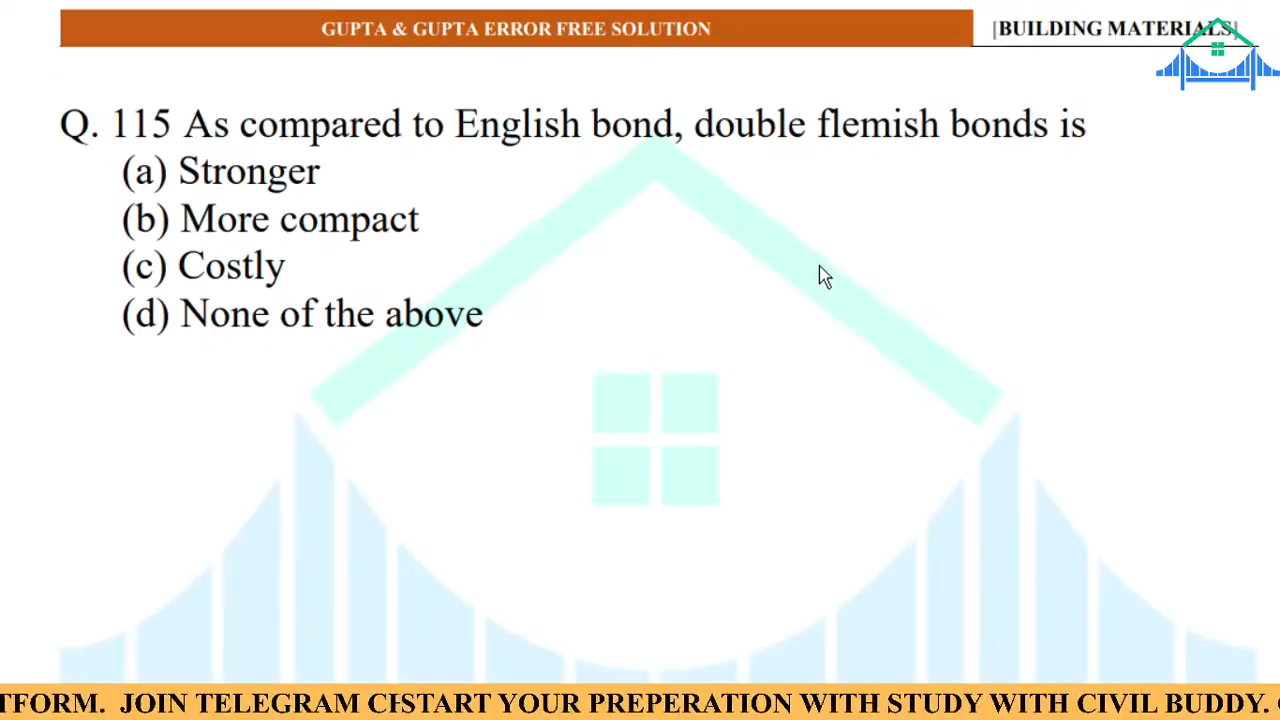 GUPTA & GUPTA ERROR FREE SOLUTION
[BUILDING MATERIALS]
Q. 115 As compared to English bond, double flemish bonds is
(a) Stronger
(b) More compact
(c) Costly
(d) None of the above
TFORM. JOIN TELEGRAM CHSTART YOUR PREPERATION WITH STUDY WITH CIVIL BUDDY.